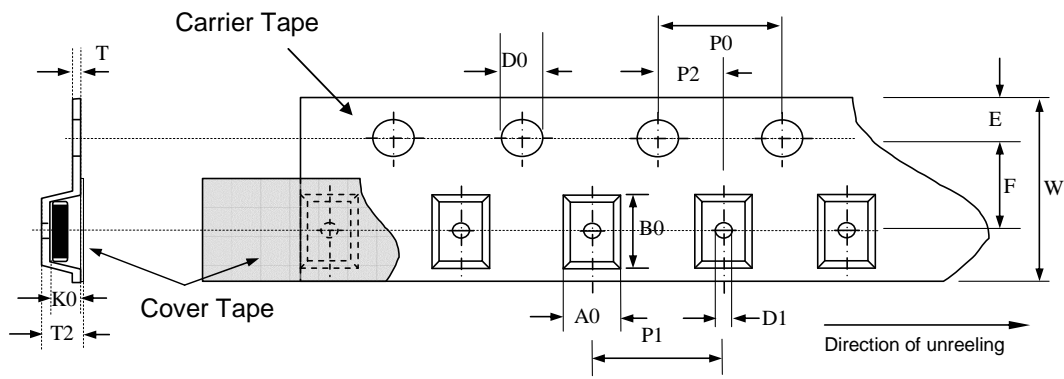 Carrier Tape
T
D0
P0
P2
E
F
W
B0
K0
T2
Cover Tape
A0
D1
P1
Direction of unreeling